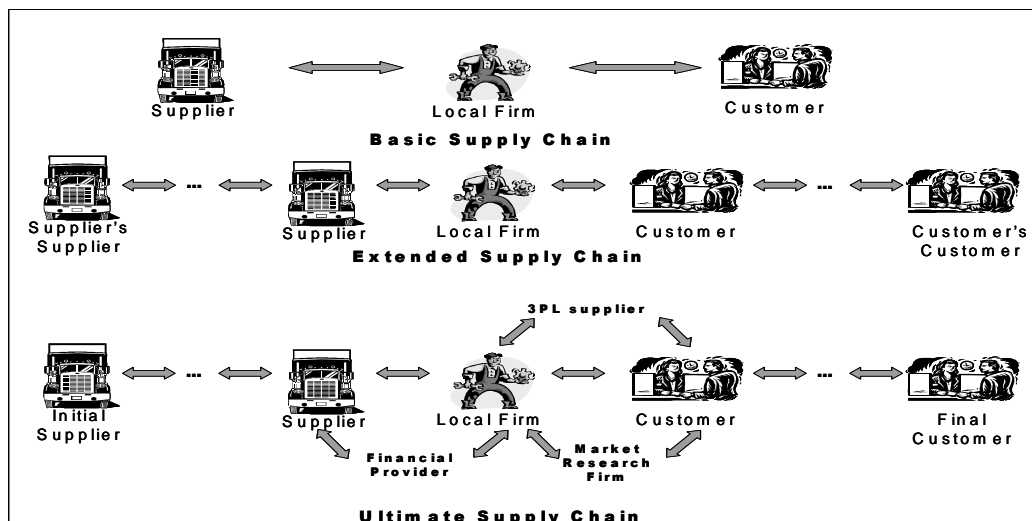 Supplier
Local Firm
Customer
Basic Supply Chain
...
...
Supplier's
Supplier
Supplier
Local Firm
Customer
Customer's
Customer
Extended Supply Chain
3PL supplier
...
...
Initial
Supplier
Supplier
Local Firm
Customer
Final
Customer
Financial
Provider
Market
Research
Firm
Ultimate Supply Chain